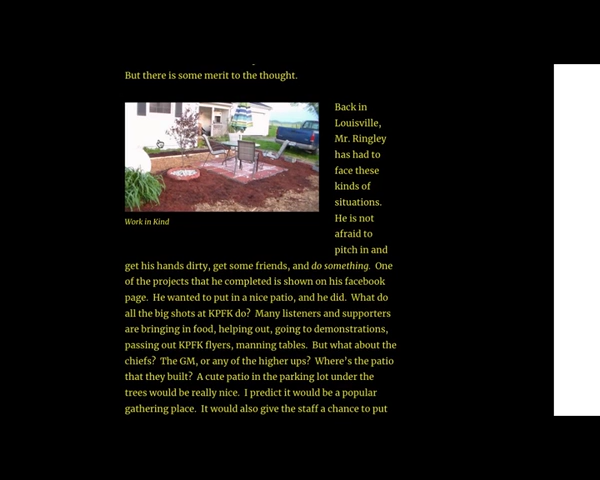 But there is some merit to the thought.
Back in
Louisville,
Mr. Ringley
has had to
face these
kinds of
situations.
He is not
afraid to
pitch in and
Work in Kind
get his hands dirty, get some friends, and do something.  One
of the projects that he completed is shown on his facebook
page.  He wanted to put in a nice patio, and he did.  What do
all the big shots at KPFK do?  Many listeners and supporters
are bringing in food, helping out, going to demonstrations,
passing out KPFK flyers, manning tables.  But what about the
chiefs?  The GM, or any of the higher ups?  Where's the patio
that they built?  A cute patio in the parking lot under the
trees would be really nice.  I predict it would be a popular
gathering place.  It would also give the staff a chance to put